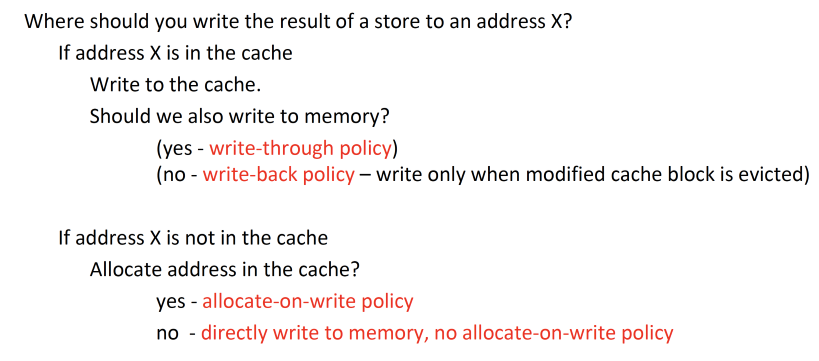 Where should you write the result of a store to an address X?
If address X is in the cache
Write to the cache.
Should we also write to memory?
(yes - write-through policy)
(no - write-back policy – write only when modified cache block is evicted)
If address X is not in the cache
Allocate address in the cache?
yes - allocate-on-write policy
no - directly write to memory, no allocate-on-write policy